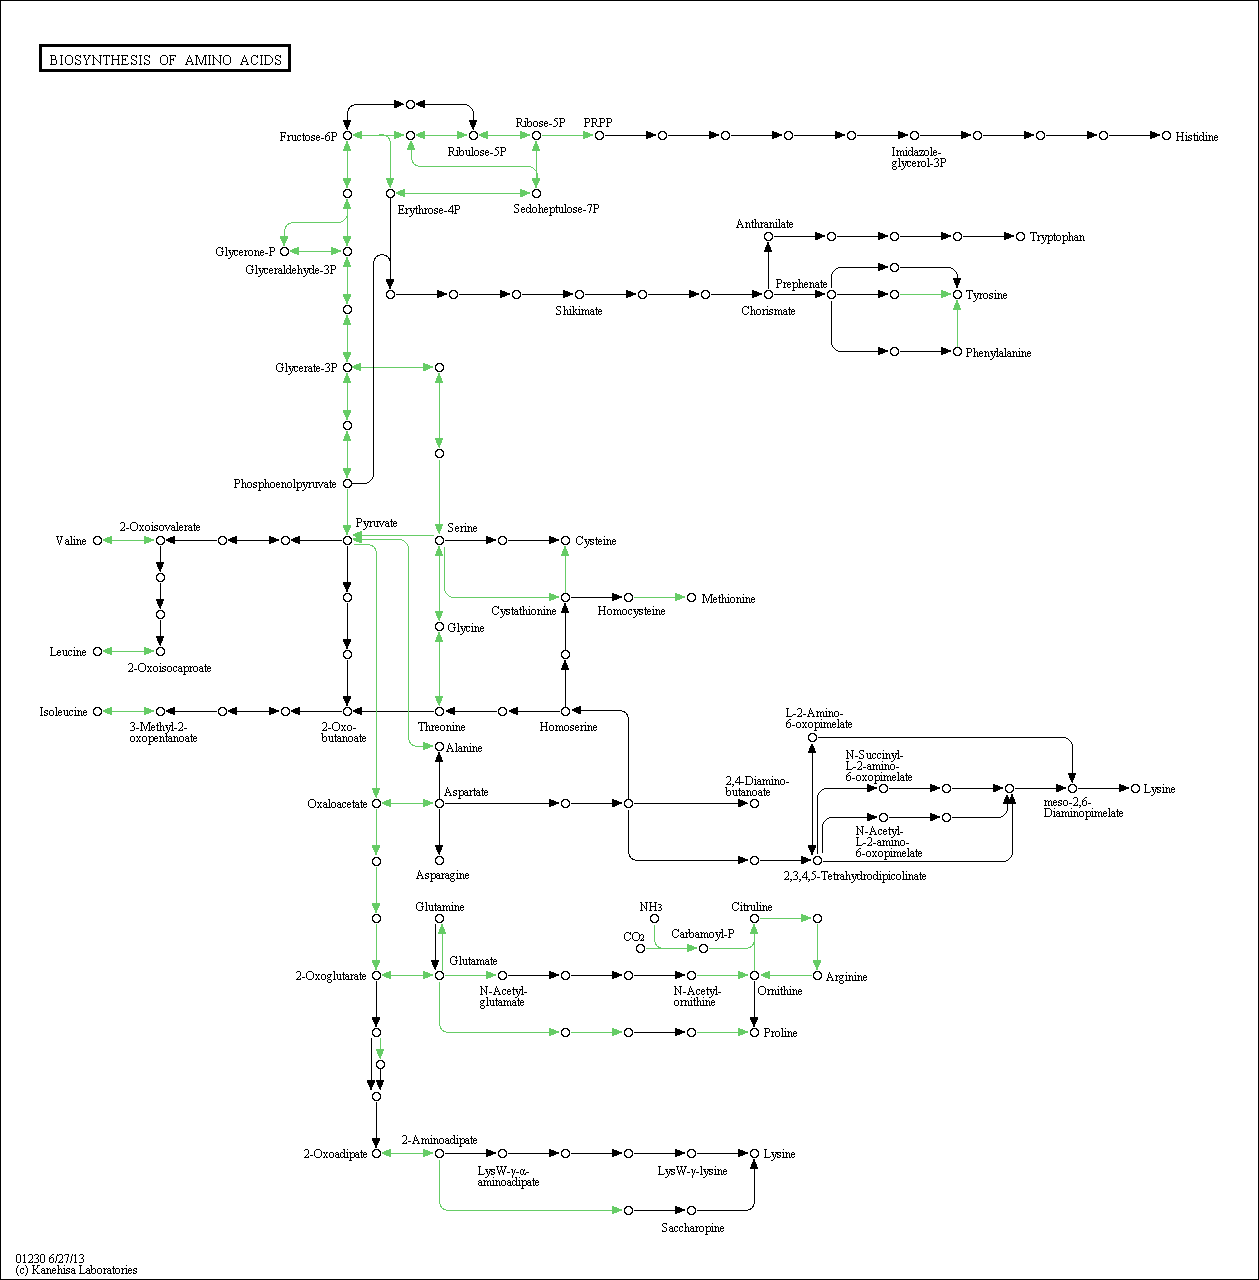 BIOSYNTHESIS OF AMINO ACIDS
Fructose-6P
Ribulose-5P
Ribose-5P
PRPP
Imidazole-
glycerol-3P
Histidine
Erythrose-4P
Sedoheptulose-7P
Glycerone-P
Glyceraldehyde-3P
Anthranilate
Tryptophan
Prephenate
Shikimate
Chorismate
Tyrosine
Phenylalanine
Glycerate-3P
Phosphoenolpyruvate
Valine
2-Oxoisovalerate
Pyruvate
Serine
Cysteine
Cystathionine
Homocysteine
Methionine
Glycine
Leucine
2-Oxoisocaproate
Isoleucine
3-Methyl-2-
oxopentanoate
2-Oxo-
butanoate
Threonine
Homoserine
Alanine
L-2-Amino-
6-oxopimelate
N-Succinyl-
L-2-amino-
6-oxopimelate
2,4-Diamino-
butanoate
Oxaloacetate
Aspartate
Lysine
meso-2,6-
Diaminopimelate
N-Acetyl-
L-2-amino-
6-oxopimelate
Asparagine
2,3,4,5-Tetrahydrodipicolinate
Glutamine
NH3
Citruline
CO2
Carbamoyl-P
Glutamate
2-Oxoglutarate
N-Acetyl-
glutamate
N-Acetyl-
ornithine
Ornithine
Arginine
Proline
2-Aminoadipate
2-Oxoadipate
Lysine
LysW-γ-α-
aminoadipate
LysW-γ-lysine
Saccharopine
01230 6/27/13
(c) Kanehisa Laboratories